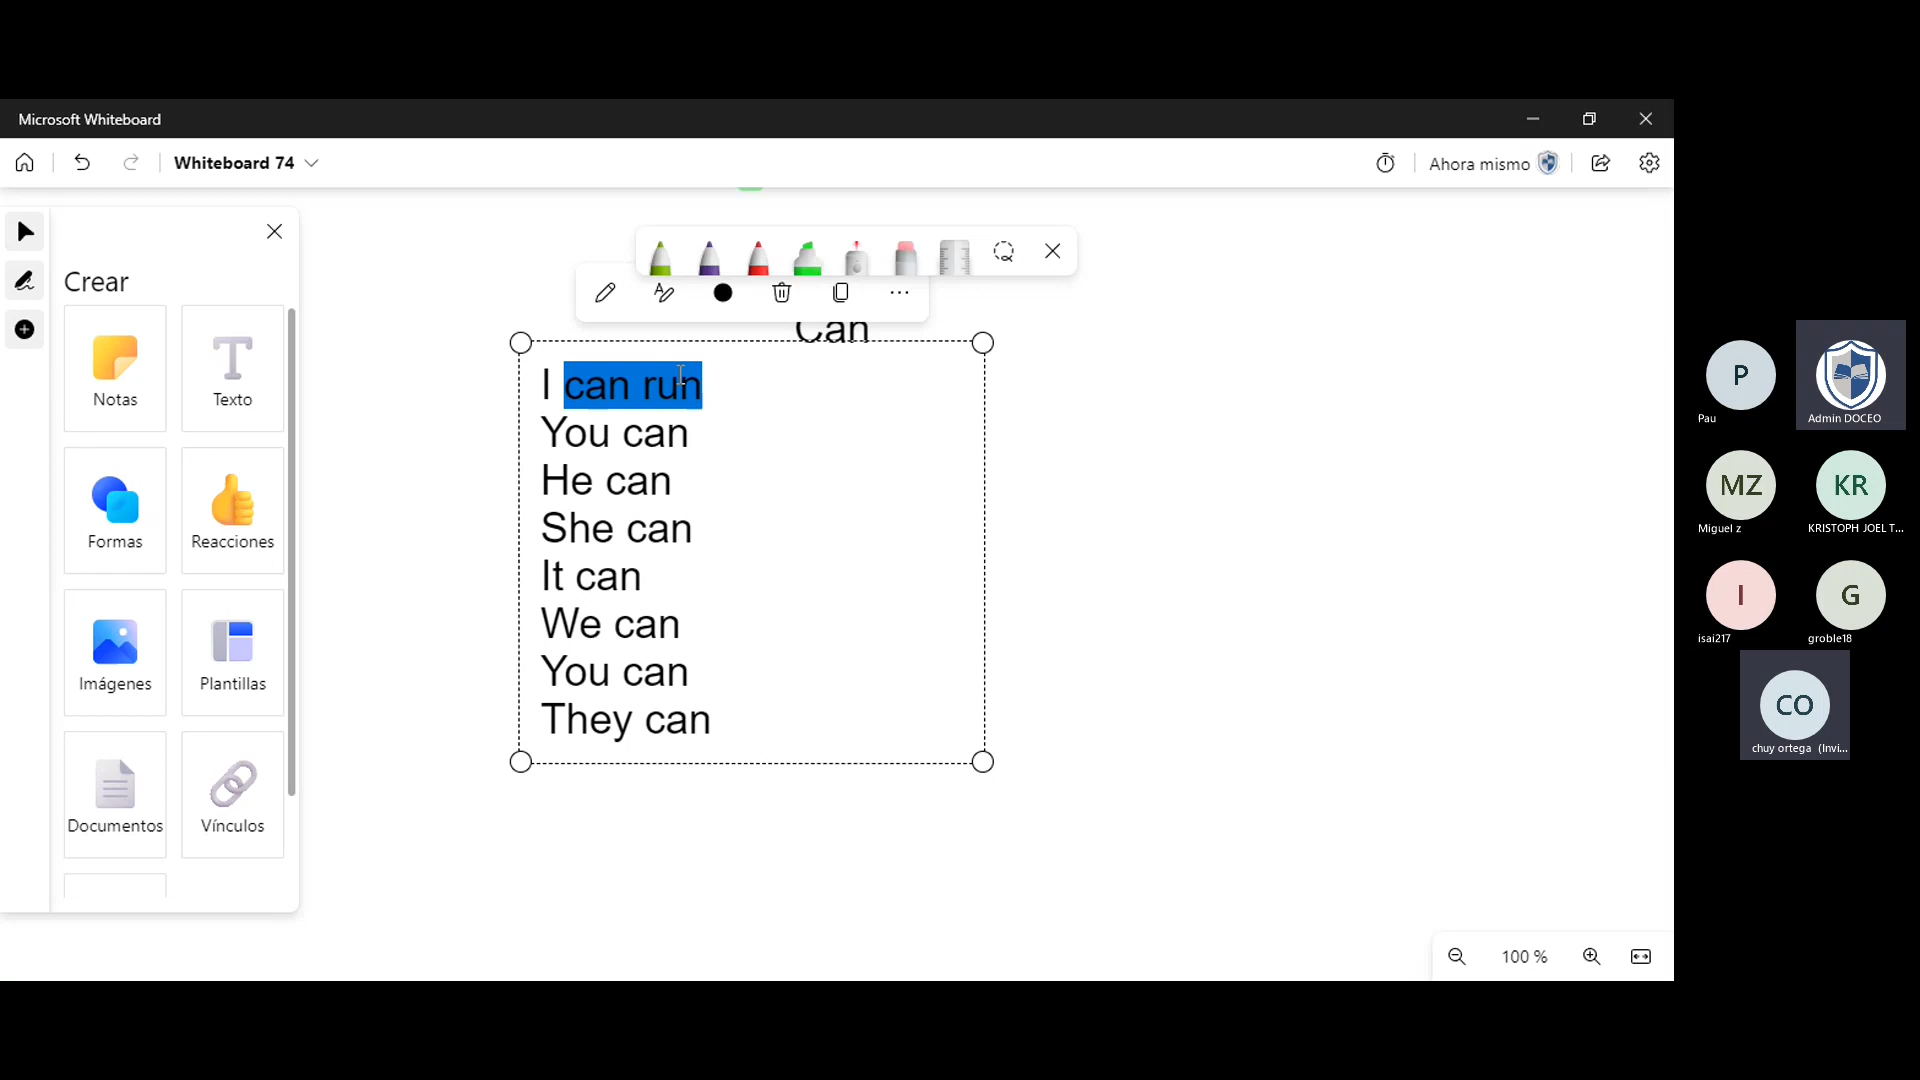 Microsoft Whiteboard
Whiteboard 74
Ahora mismo
Crear
Notas
Texto
Formas
Reacciones
Imágenes
Plantillas
Documentos
Vínculos
Can
I can run
You can
He can
She can
It can
We can
You can
They can
100 %
P
Pau
Admin DOCEO
MZ
Miguel z
KR
KRISTOPH JOEL T...
I
isai217
G
groble18
CO
chuy ortega (Invi...